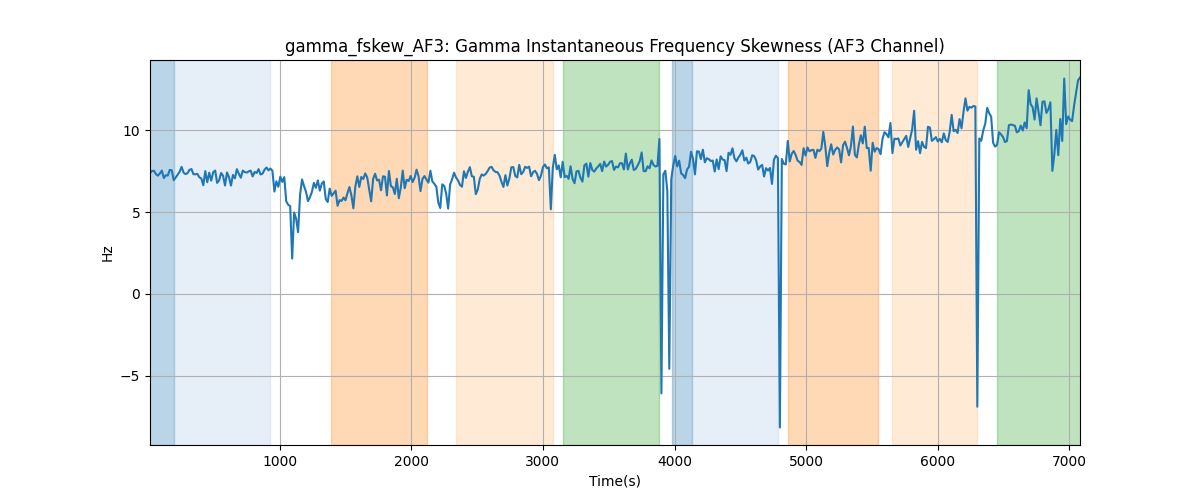 gamma_fskew_AF3: Gamma Instantaneous Frequency Skewness (AF3 Channel)
Hz
10
5
0
−5
1000 2000 3000 4000 5000 6000 7000
Time(s)